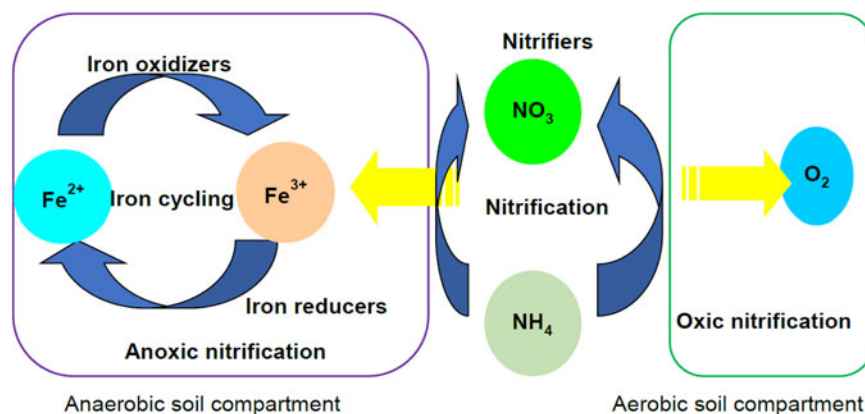 Iron oxidizers
Fe²⁺
Iron cycling
Fe³⁺
Iron reducers
Anoxic nitrification
Anaerobic soil compartment
Nitrifiers
NO₃
Nitrification
NH₄
O₂
Oxic nitrification
Aerobic soil compartment